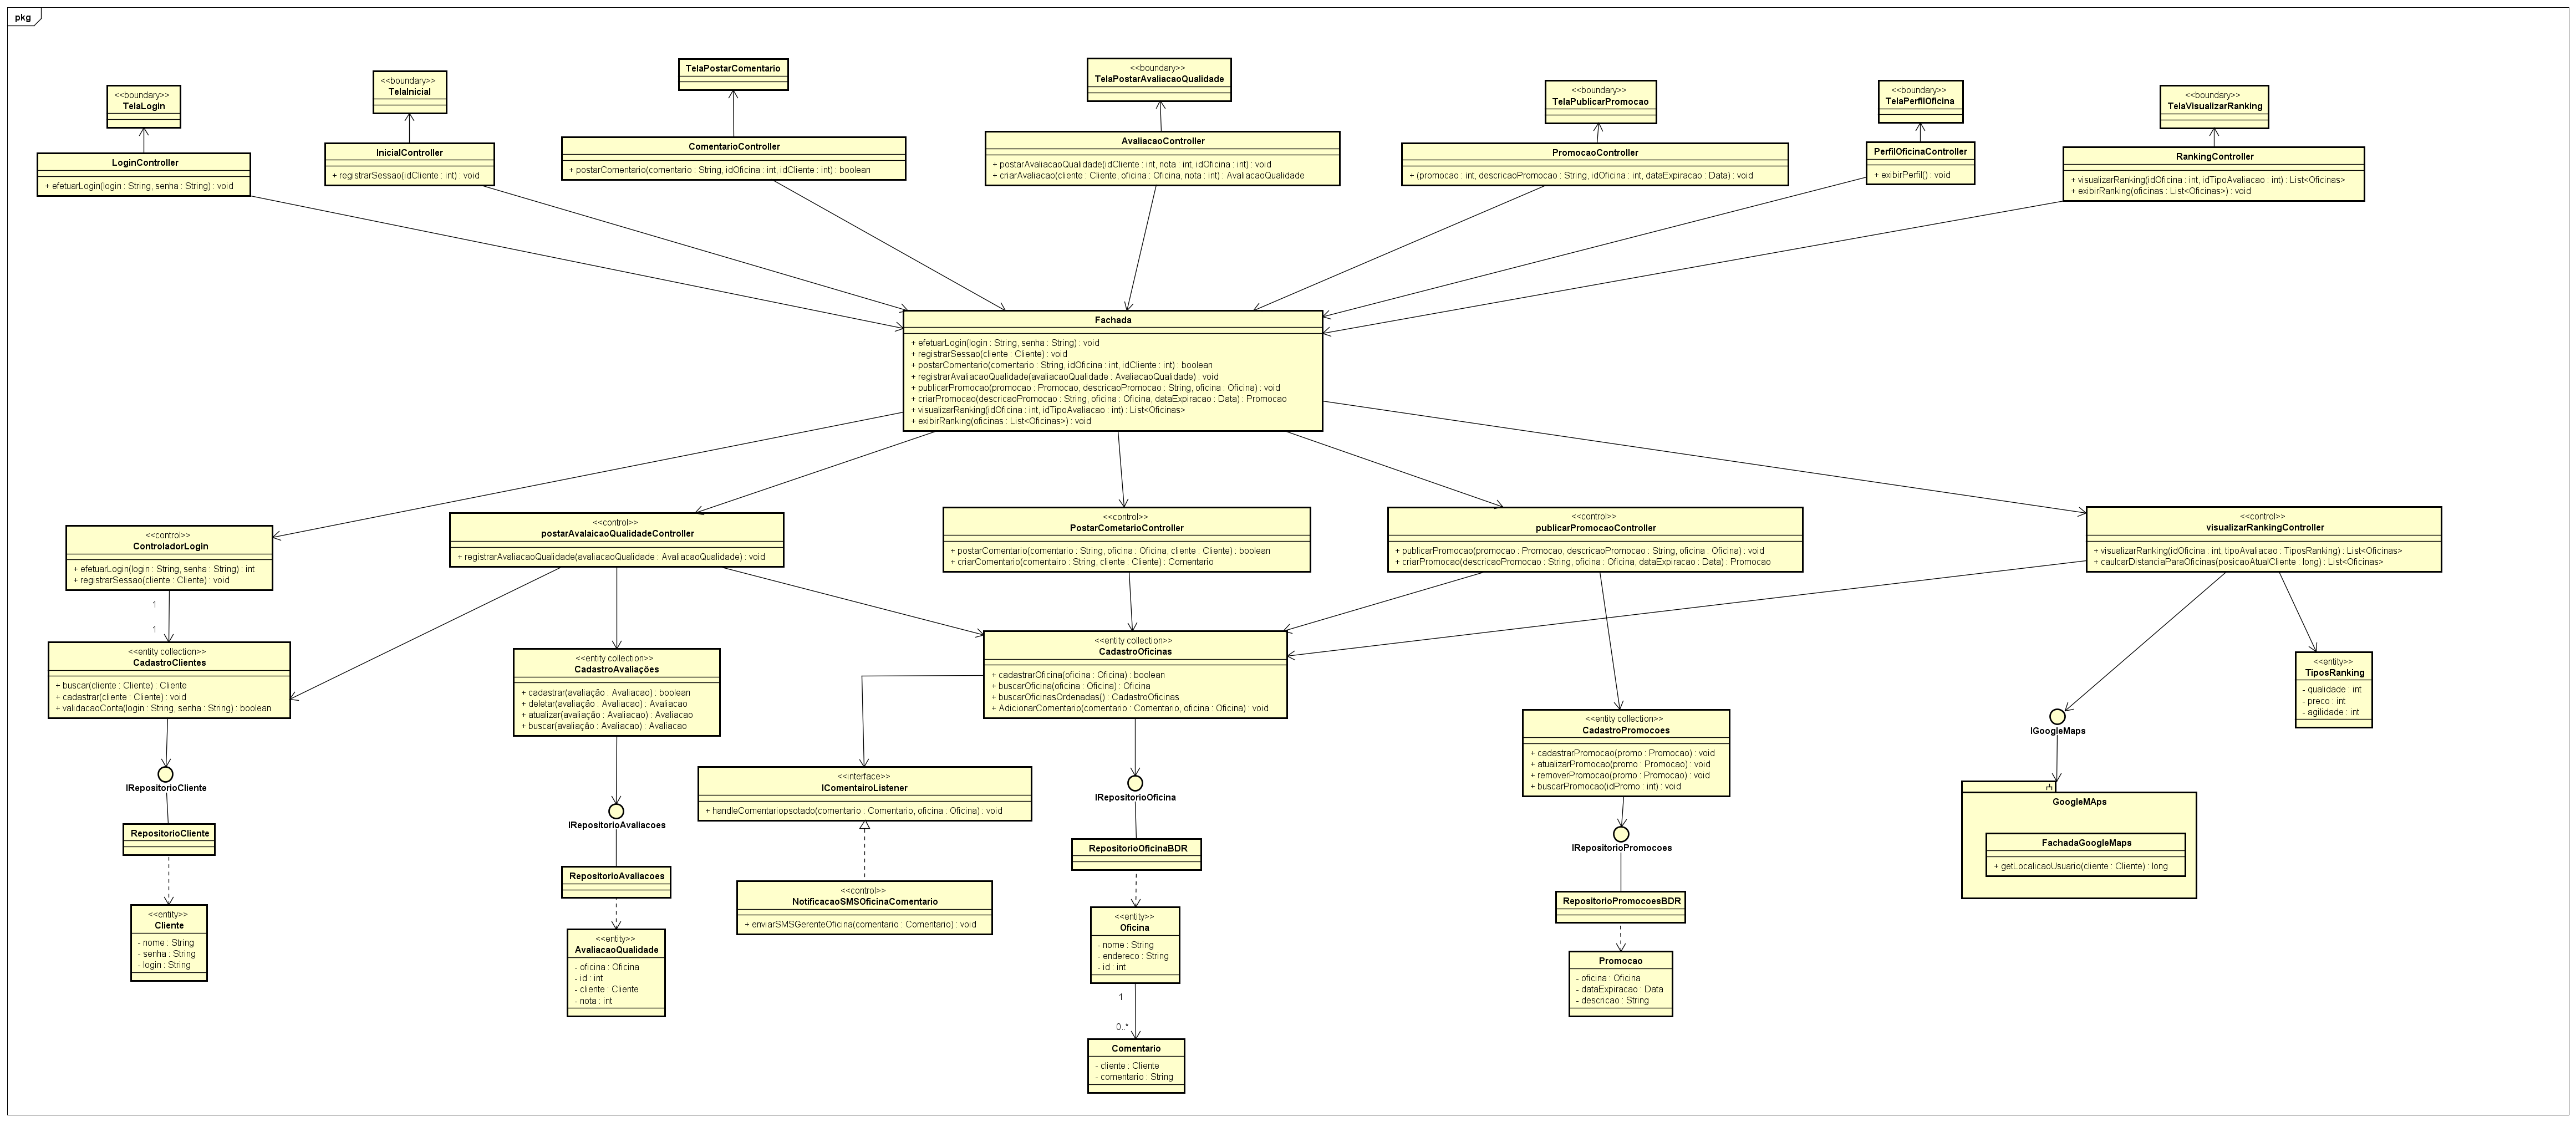 pkg
<<boundary>>
TelaLogin
<<boundary>>
TelaInicial
TelaPostarComentario
<<boundary>>
TelaPostarAvaliacaoQualidade
<<boundary>>
TelaPublicarPromocao
<<boundary>>
TelaPerfilOficina
<<boundary>>
TelaVisualizarRanking
LoginController
+ efetuarLogin(login : String, senha : String) : void
InicialController
+ registrarSessao(idCliente : int) : void
ComentarioController
+ postarComentario(comentario : String, idOficina : int, idCliente : int) : boolean
AvaliacaoController
+ postarAvaliacaoQualidade(idCliente : int, nota : int, idOficina : int) : void
+ criarAvaliacao(cliente : Cliente, oficina : Oficina, nota : int) : AvaliacaoQualidade
PromocaoController
+ (promocao : int, descricaoPromocao : String, idOficina : int, dataExpiracao : Data) : void
PerfilOficinaController
+ exibirPerfil() : void
RankingController
+ visualizarRanking(idOficina : int, idTipoAvaliacao : int) : List<Oficinas>
+ exibirRanking(oficinas : List<Oficinas>) : void
Fachada
+ efetuarLogin(login : String, senha : String) : void
+ registrarSessao(cliente : Cliente) : void
+ postarComentario(comentario : String, idOficina : int, idCliente : int) : boolean
+ registrarAvaliacaoQualidade(avaliacaoQualidade : AvaliacaoQualidade) : void
+ publicarPromocao(promocao : Promocao, descricaoPromocao : String, oficina : Oficina) : void
+ criarPromocao(descricaoPromocao : String, oficina : Oficina, dataExpiracao : Data) : Promocao
+ visualizarRanking(idOficina : int, idTipoAvaliacao : int) : List<Oficinas>
+ exibirRanking(oficinas : List<Oficinas>) : void
<<control>>
ControladorLogin
+ efetuarLogin(login : String, senha : String) : int
+ registrarSessao(cliente : Cliente) : void
<<control>>
postarAvalaicaoQualidadeController
+ registrarAvaliacaoQualidade(avaliacaoQualidade : AvaliacaoQualidade) : void
<<control>>
PostarCometarioController
+ postarComentario(comentario : String, oficina : Oficina, cliente : Cliente) : boolean
+ criarComentario(comentairo : String, cliente : Cliente) : Comentario
<<control>>
publicarPromocaoController
+ publicarPromocao(promocao : Promocao, descricaoPromocao : String, oficina : Oficina) : void
+ criarPromocao(descricaoPromocao : String, oficina : Oficina, dataExpiracao : Data) : Promocao
<<control>>
visualizarRankingController
+ visualizarRanking(idOficina : int, tipoAvaliacao : TiposRanking) : List<Oficinas>
+ caulcarDistanciaParaOficinas(posicaoAtualCliente : long) : List<Oficinas>
1
1
<<entity collection>>
CadastroClientes
+ buscar(cliente : Cliente) : Cliente
+ cadastrar(cliente : Cliente) : void
+ validacaoConta(login : String, senha : String) : boolean
<<entity collection>>
CadastroAvaliações
+ cadastrar(avaliação : Avaliacao) : boolean
+ deletar(avaliação : Avaliacao) : Avaliacao
+ atualizar(avaliação : Avaliacao) : Avaliacao
+ buscar(avaliação : Avaliacao) : Avaliacao
<<entity collection>>
CadastroOficinas
+ cadastrarOficina(oficina : Oficina) : boolean
+ buscarOficina(oficina : Oficina) : Oficina
+ buscarOficinasOrdenadas() : CadastroOficinas
+ AdicionarComentario(comentario : Comentario, oficina : Oficina) : void
<<entity collection>>
CadastroPromocoes
+ cadastrarPromocao(promo : Promocao) : void
+ atualizarPromocao(promo : Promocao) : void
+ removerPromocao(promo : Promocao) : void
+ buscarPromocao(idPromo : int) : void
<<entity>>
TiposRanking
- qualidade : int
- preco : int
- agilidade : int
IGoogleMaps
GoogleMAps
FachadaGoogleMaps
+ getLocalicaoUsuario(cliente : Cliente) : long
IRepositorioCliente
RepositorioCliente
<<entity>>
Cliente
- nome : String
- senha : String
- login : String
IRepositorioAvaliacoes
RepositorioAvaliacoes
<<entity>>
AvaliacaoQualidade
- oficina : Oficina
- id : int
- cliente : Cliente
- nota : int
<<interface>>
IComentairoListener
+ handleComentariopsotado(comentario : Comentario, oficina : Oficina) : void
<<control>>
NotificacaoSMSOficinaComentario
+ enviarSMSGerenteOficina(comentario : Comentario) : void
IRepositorioOficina
RepositorioOficinaBDR
<<entity>>
Oficina
- nome : String
- endereco : String
- id : int
1
0..*
Comentario
- cliente : Cliente
- comentario : String
IRepositorioPromocoes
RepositorioPromocoesBDR
Promocao
- oficina : Oficina
- dataExpiracao : Data
- descricao : String